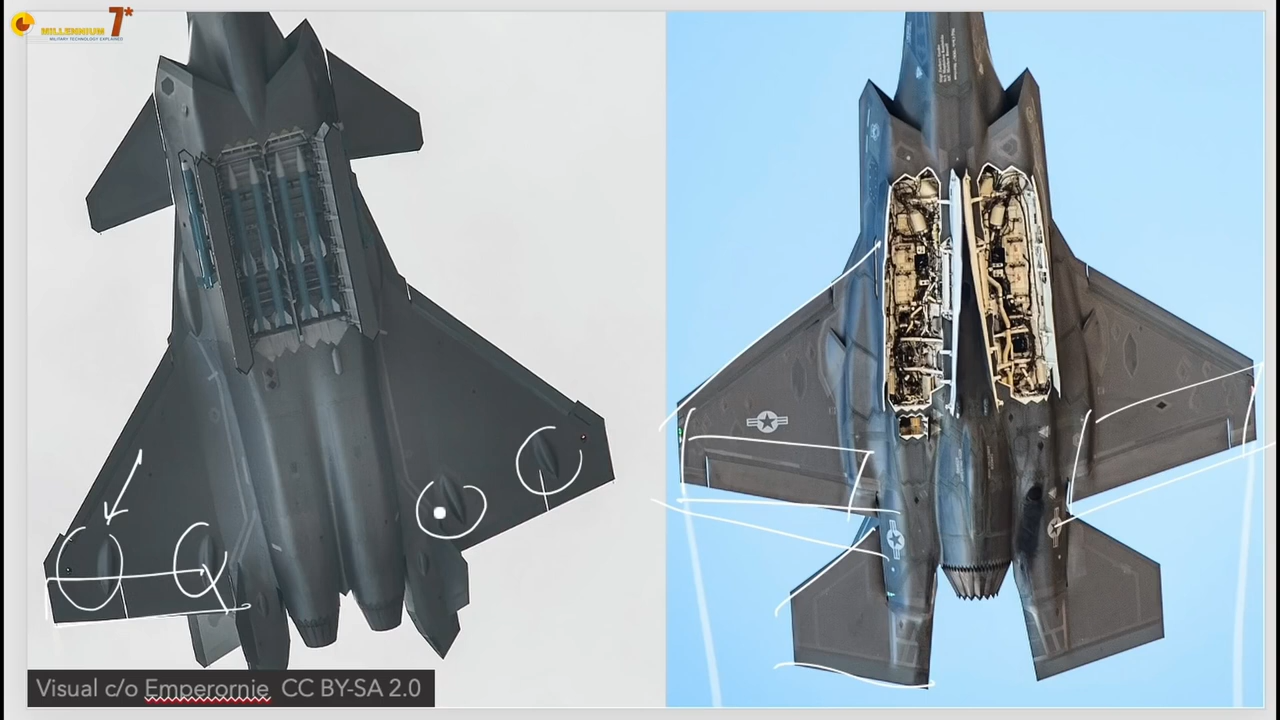 MILLENNIUM 7*
MILITARY TECHNOLOGY EXPLAINED
Visual c/o Emperornie CC BY-SA 2.0